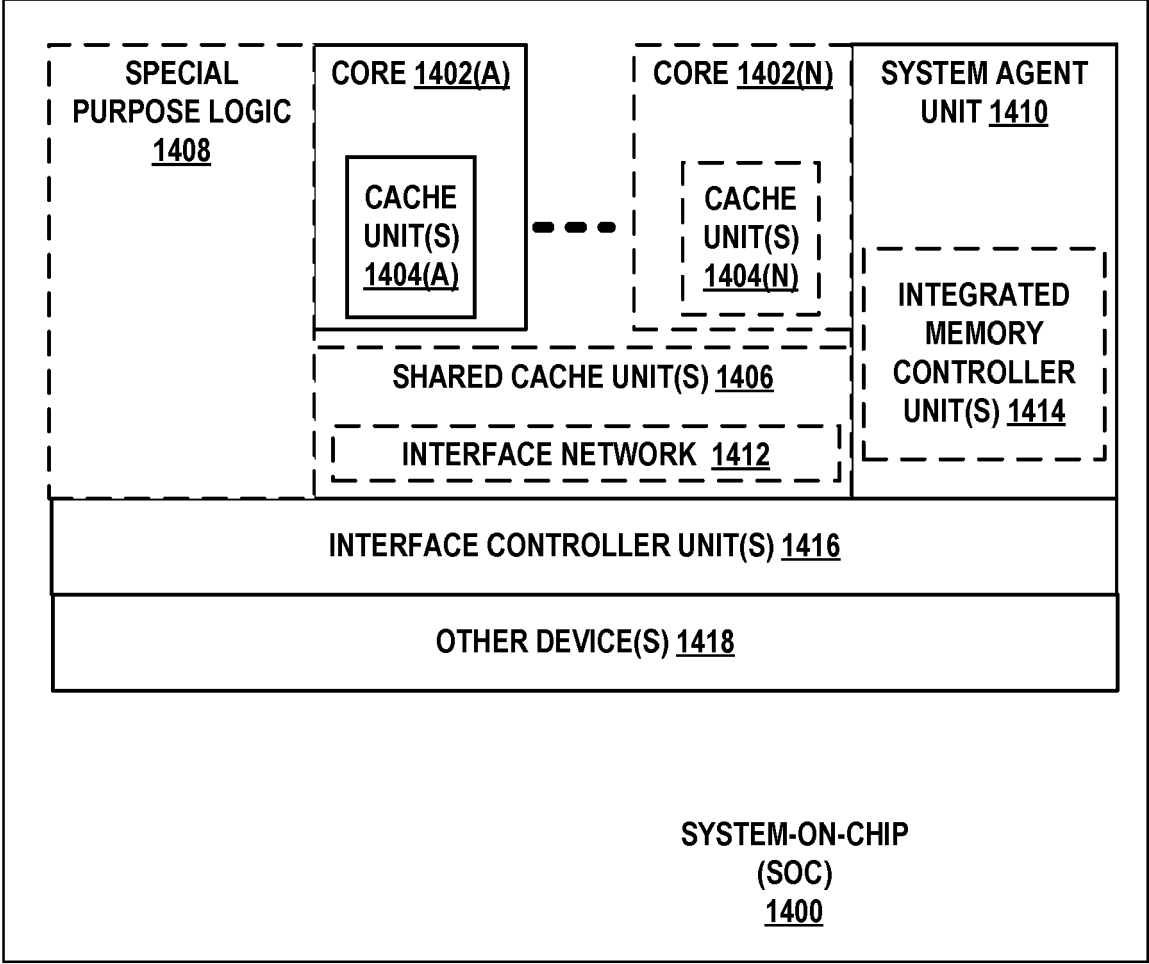 SPECIAL
PURPOSE LOGIC
1408
CORE 1402(A)
CACHE
UNIT(S)
1404(A)
CORE 1402(N)
CACHE
UNIT(S)
1404(N)
SYSTEM AGENT
UNIT 1410
INTEGRATED
MEMORY
CONTROLLER
UNIT(S) 1414
SHARED CACHE UNIT(S) 1406
INTERFACE NETWORK 1412
INTERFACE CONTROLLER UNIT(S) 1416
OTHER DEVICE(S) 1418
SYSTEM-ON-CHIP
(SOC)
1400